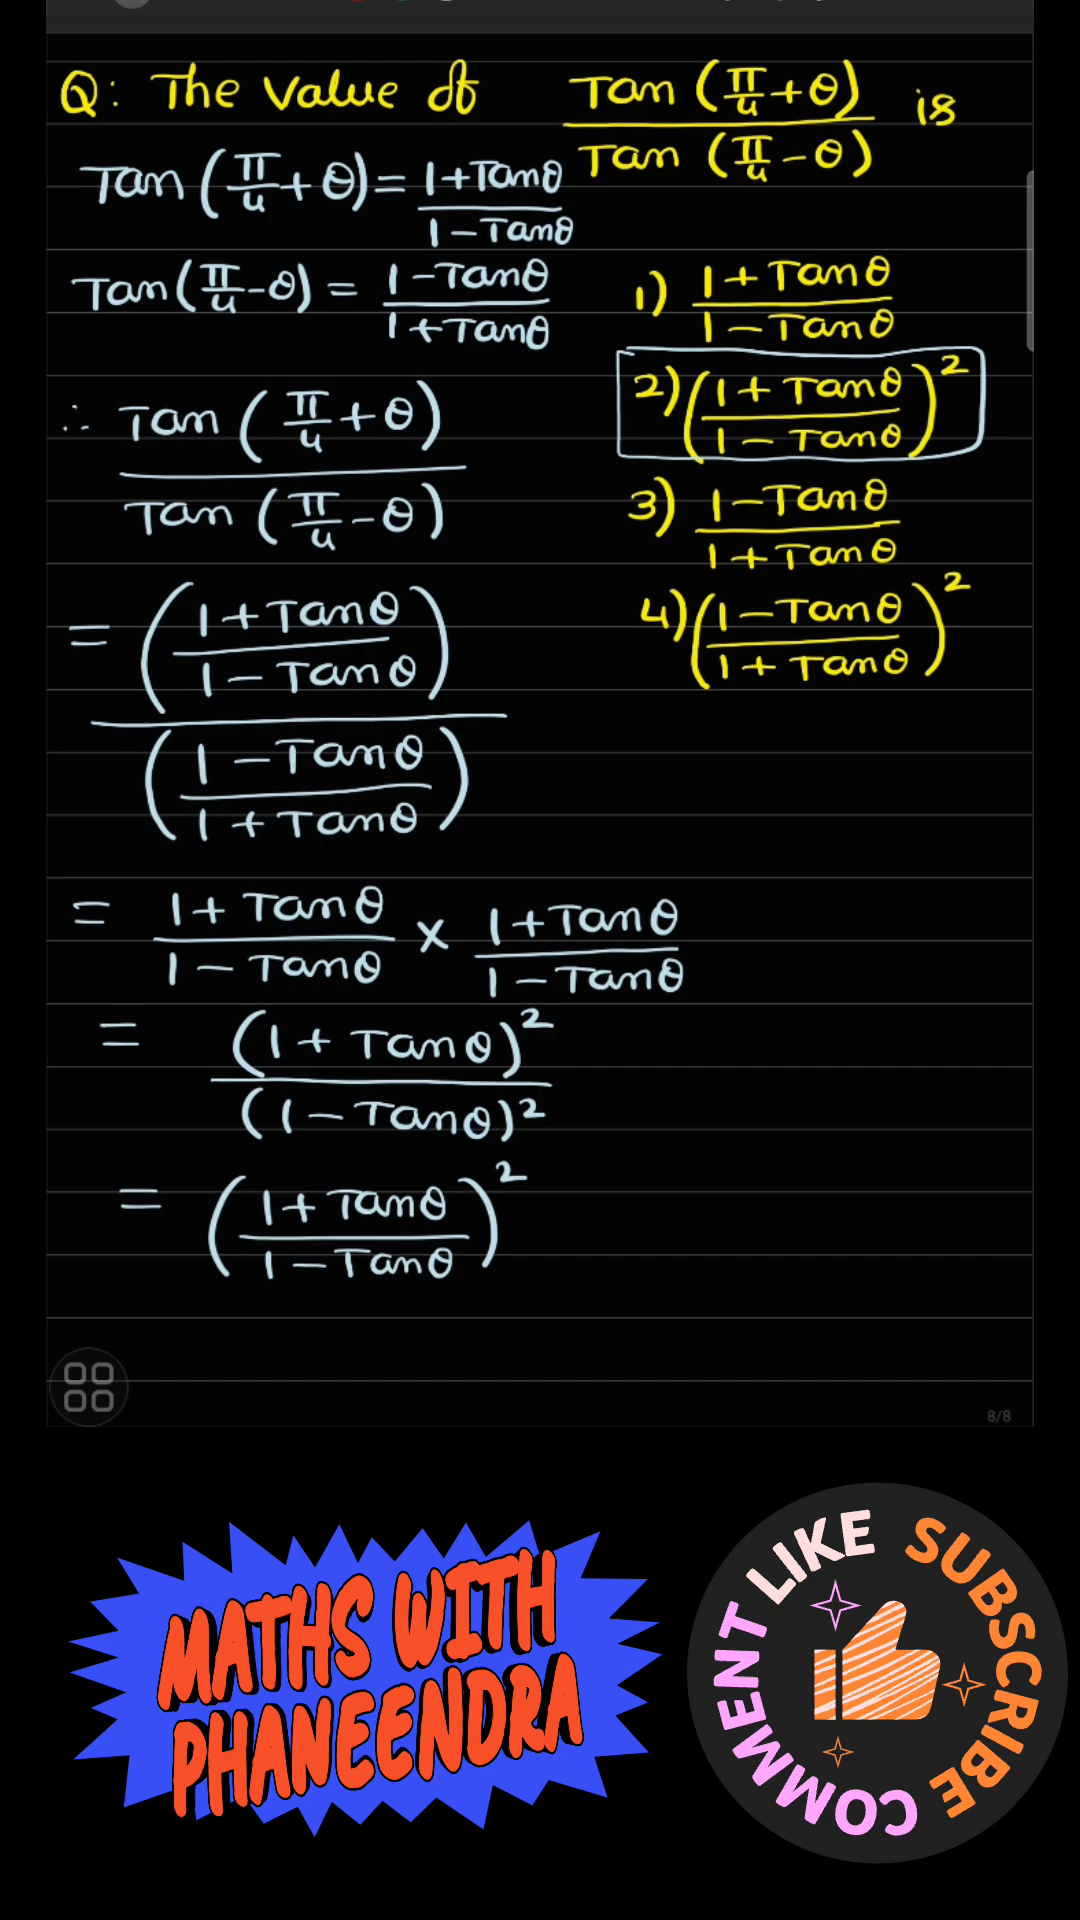 Q: The Value of Tan (π/4 + θ) / Tan (π/4 - θ) is
Tan (π/4 + θ) = 1+Tanθ / 1-Tanθ
Tan (π/4 - θ) = 1-Tanθ / 1+Tanθ
1) 1+Tanθ / 1-Tanθ
2) (1+Tanθ / 1-Tanθ)²
3) 1-Tanθ / 1+Tanθ
4) (1-Tanθ / 1+Tanθ)²
∴ Tan (π/4 + θ)
Tan (π/4 - θ)
= (1+Tanθ / 1-Tanθ)
(1-Tanθ / 1+Tanθ)
= 1+Tanθ / 1-Tanθ × 1+Tanθ / 1-Tanθ
= (1+Tanθ)²
(1-Tanθ)²
= (1+Tanθ / 1-Tanθ)²
8/8
MATHS WITH
PHANEENDRA
LIKE SUBSCRIBE COMMENT